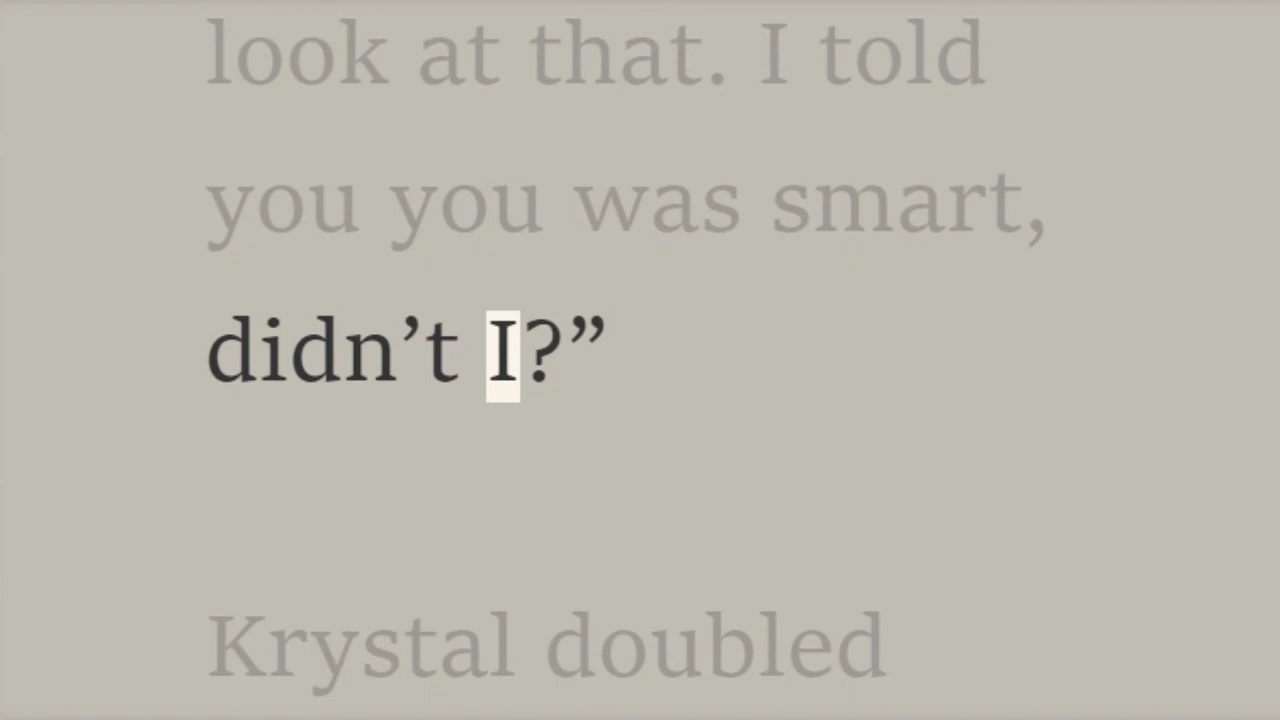 look at that. I told
you you was smart,
didn’t I?”
Krystal doubled